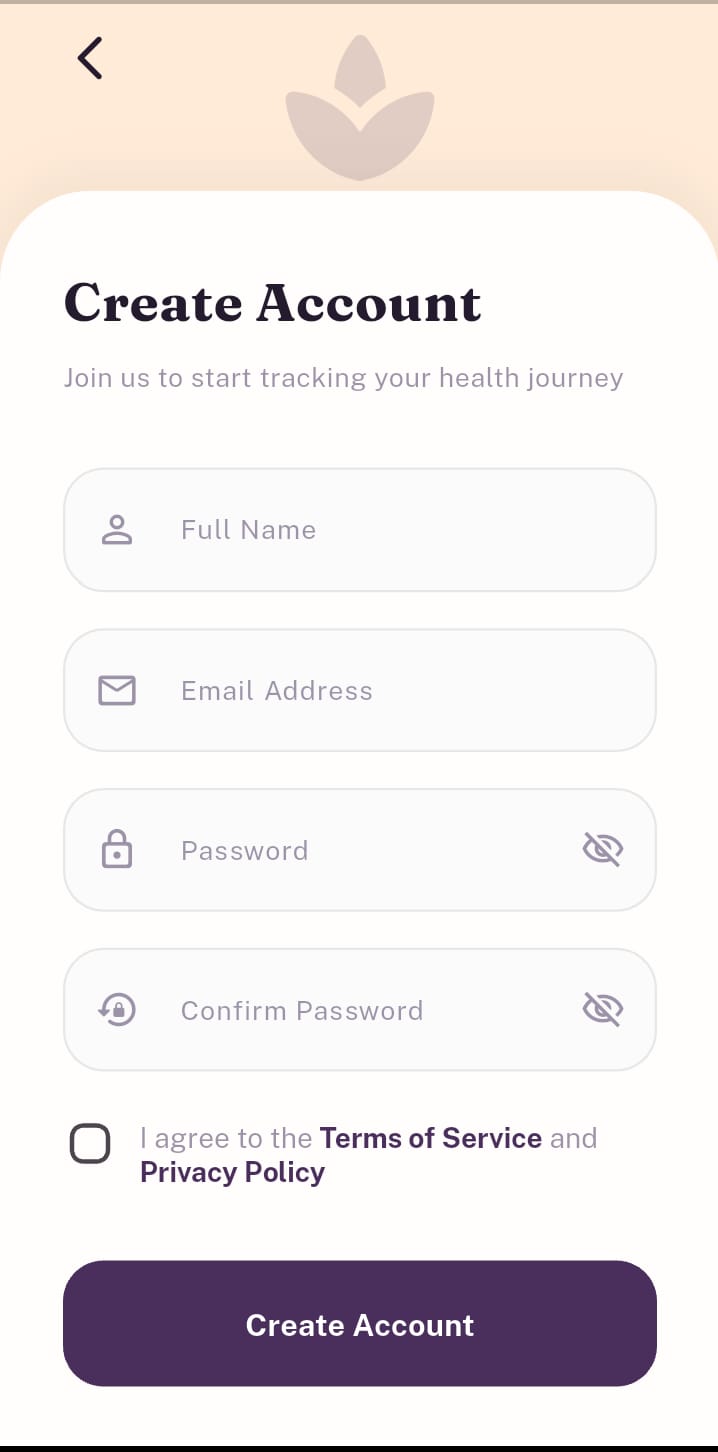 Create Account
Join us to start tracking your health journey
Full Name
Email Address
Password
Confirm Password
I agree to the Terms of Service and
Privacy Policy
Create Account